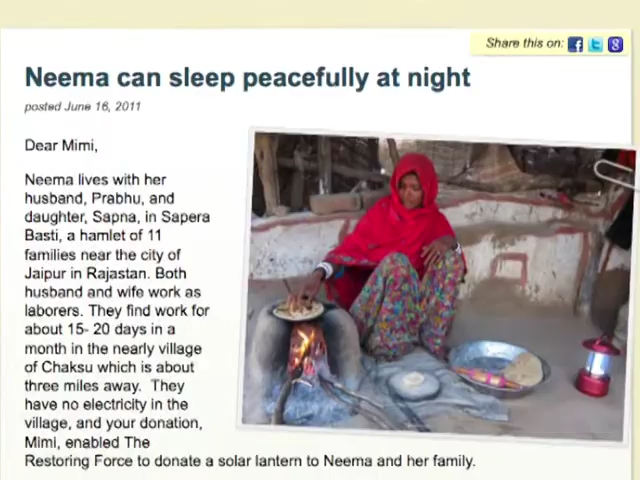 Share this on:
Neema can sleep peacefully at night
posted June 16, 2011
Dear Mimi,
Neema lives with her
husband, Prabhu, and
daughter, Sapna, in Sapera
Basti, a hamlet of 11
families near the city of
Jaipur in Rajastan. Both
husband and wife work as
laborers. They find work for
about 15- 20 days in a
month in the nearly village
of Chaksu which is about
three miles away. They
have no electricity in the
village, and your donation,
Mimi, enabled The
Restoring Force to donate a solar lantern to Neema and her family.